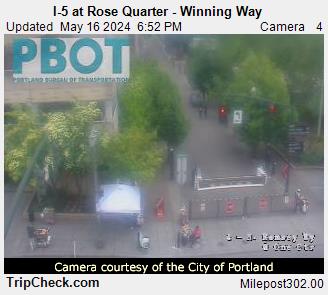 I-5 at Rose Quarter - Winning Way
Updated May 16 2024 6:52 PM Camera 4
PBOT
PORTLAND BUREAU OF TRANSPORTATION
Camera courtesy of the City of Portland
TripCheck.com Milepost302.00